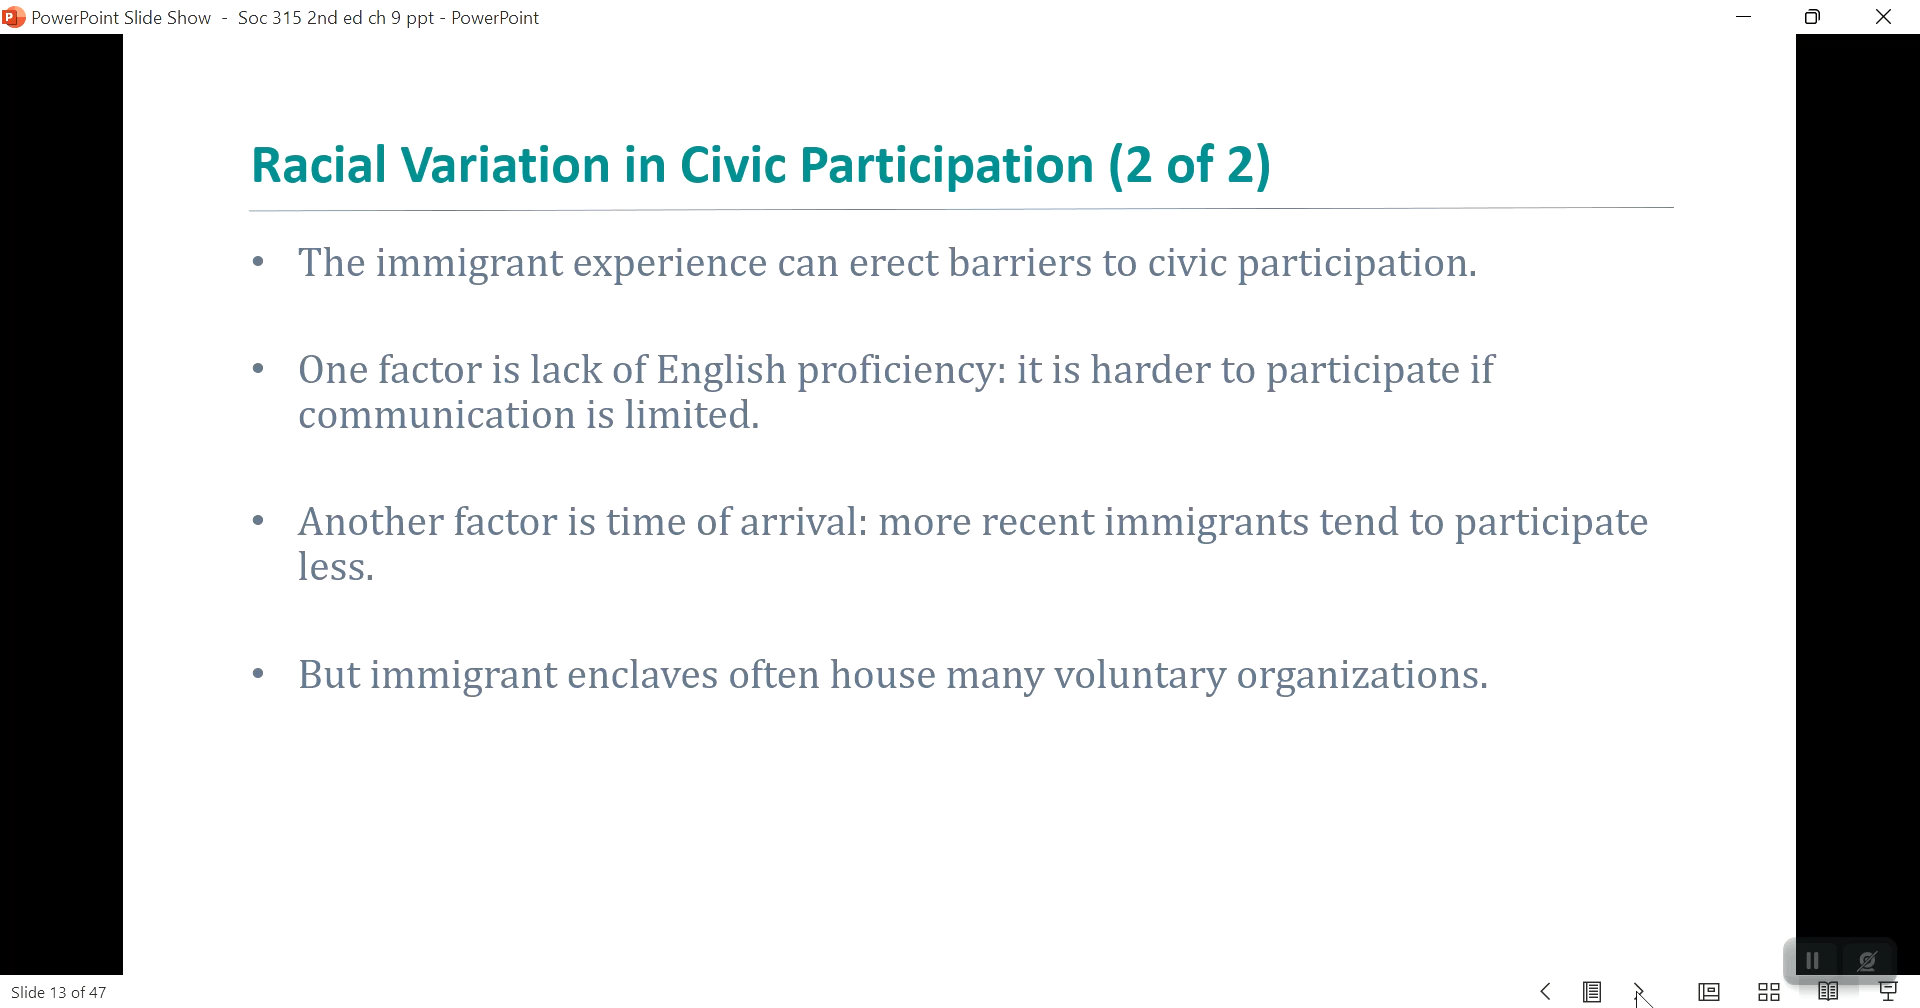 PowerPoint Slide Show - Soc 315 2nd ed ch 9 ppt - PowerPoint
Racial Variation in Civic Participation (2 of 2)
• The immigrant experience can erect barriers to civic participation.
• One factor is lack of English proficiency: it is harder to participate if
communication is limited.
• Another factor is time of arrival: more recent immigrants tend to participate
less.
• But immigrant enclaves often house many voluntary organizations.
Slide 13 of 47